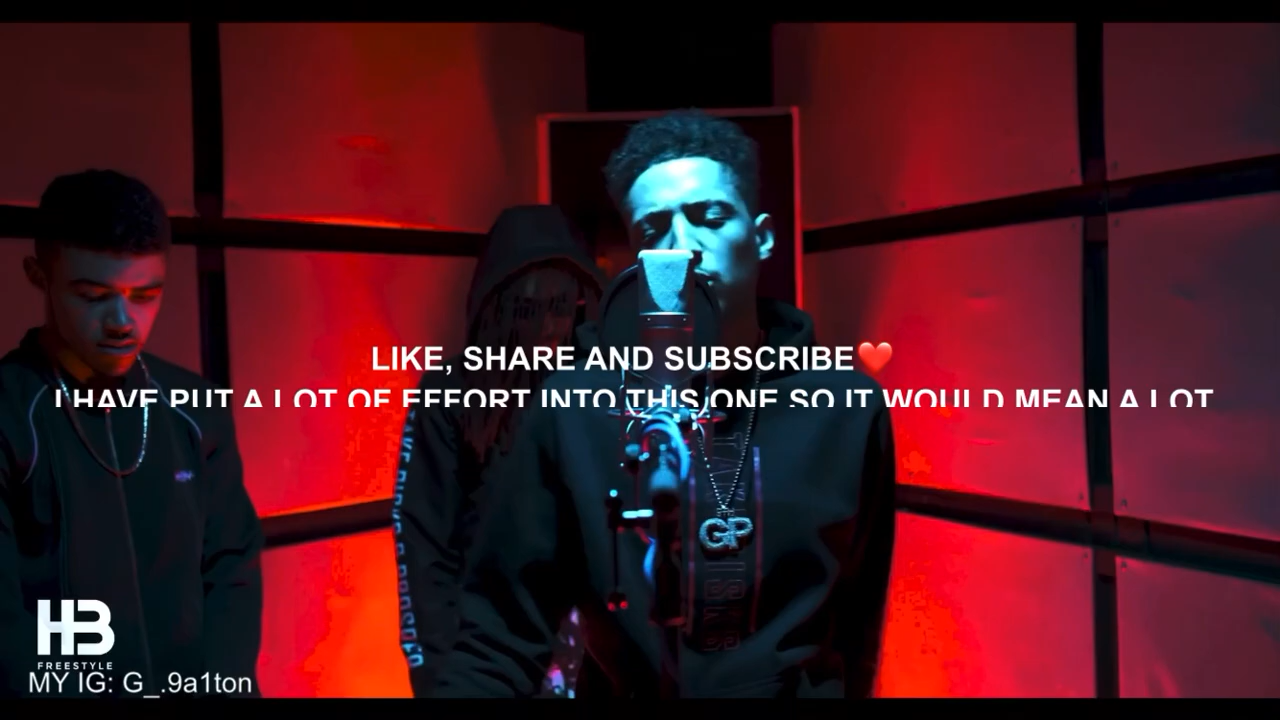 LIKE, SHARE AND SUBSCRIBE❤️
I HAVE PUT A LOT OF EFFORT INTO THIS ONE SO IT WOULD MEAN A LOT
GP
HB
FREESTYLE
MY IG: G_.9a1ton